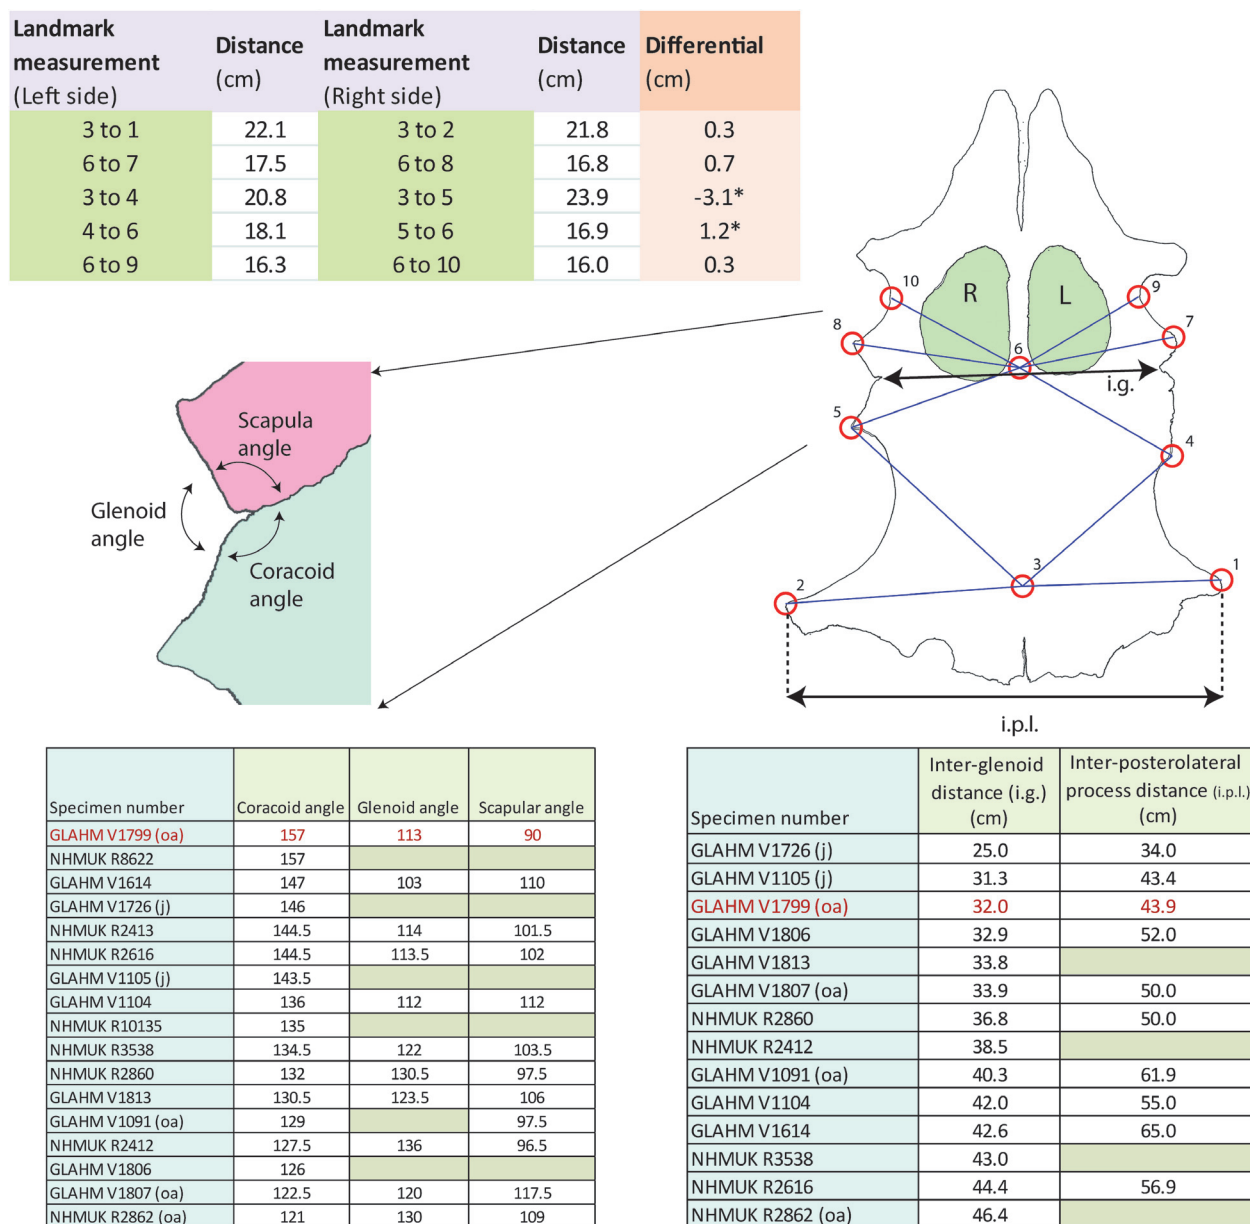 Landmark measurement (Left side) Distance (cm) Landmark measurement (Right side) Distance (cm) Differential (cm)
3 to 1 22.1 3 to 2 21.8 0.3
6 to 7 17.5 6 to 8 16.8 0.7
3 to 4 20.8 3 to 5 23.9 -3.1*
4 to 6 18.1 5 to 6 16.9 1.2*
6 to 9 16.3 6 to 10 16.0 0.3
Scapula
angle
Glenoid
angle
Coracoid
angle
R
L
10
9
8
7
6
i.g.
5
4
3
1
2
i.p.l.
Specimen number Coracoid angle Glenoid angle Scapular angle
GLAHM V1799 (oa) 157 113 90
NHMUK R8622 157
GLAHM V1614 147 103 110
GLAHM V1726 (j) 146
NHMUK R2413 144.5 114 101.5
NHMUK R2616 144.5 113.5 102
GLAHM V1105 (j) 143.5
GLAHM V1104 136 112 112
NHMUK R10135 135
NHMUK R3538 134.5 122 103.5
NHMUK R2860 132 130.5 97.5
GLAHM V1813 130.5 123.5 106
GLAHM V1091 (oa) 129 97.5
NHMUK R2412 127.5 136 96.5
GLAHM V1806 126
GLAHM V1807 (oa) 122.5 120 117.5
NHMUK R2862 (oa) 121 130 109
Specimen number Inter-glenoid distance (i.g.) (cm) Inter-posterolateral process distance (i.p.l.) (cm)
GLAHM V1726 (j) 25.0 34.0
GLAHM V1105 (j) 31.3 43.4
GLAHM V1799 (oa) 32.0 43.9
GLAHM V1806 32.9 52.0
GLAHM V1813 33.8
GLAHM V1807 (oa) 33.9 50.0
NHMUK R2860 36.8 50.0
NHMUK R2412 38.5
GLAHM V1091 (oa) 40.3 61.9
GLAHM V1104 42.0 55.0
GLAHM V1614 42.6 65.0
NHMUK R3538 43.0
NHMUK R2616 44.4 56.9
NHMUK R2862 (oa) 46.4